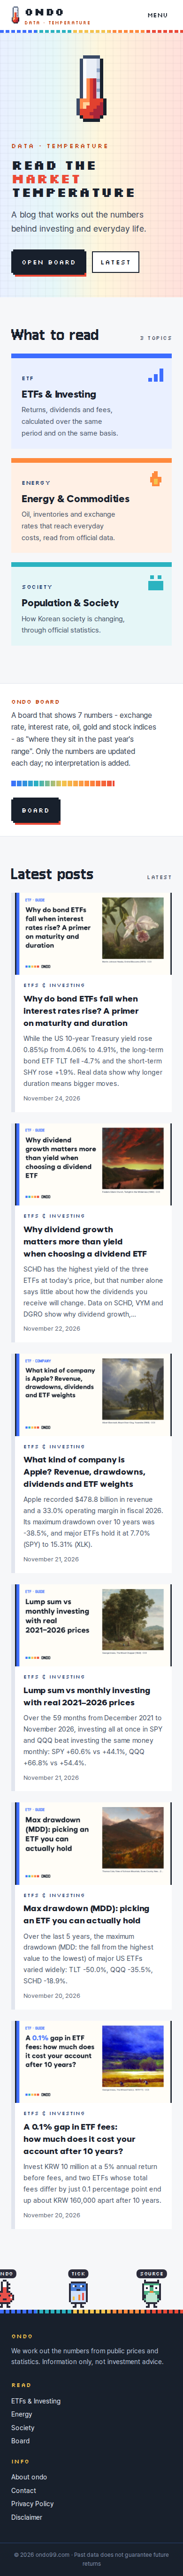 ONDO
DATA · TEMPERATURE
MENU
DATA · TEMPERATURE
READ THE
MARKET
TEMPERATURE
A blog that works out the numbers
behind investing and everyday life.
OPEN BOARD
LATEST
What to read
3 TOPICS
ETF
ETFs & Investing
Returns, dividends and fees,
calculated over the same
period and on the same basis.
ENERGY
Energy & Commodities
Oil, inventories exchange
rates that reach everyday
costs, read from official data.
SOCIETY
Population & Society
How Korean society is changing,
through official statistics.
ONDO BOARD
A board that shows 7 numbers - exchange
rate, interest rate, oil, gold and stock indices
- as "where they sit in the past year's
range". Only the numbers are updated
each day; no interpretation is added.
BOARD
Latest posts
LATEST
ETF GUIDE
Why do bond ETFs
fall when interest
rates rise? A primer
on maturity and
duration
ONDO
ETFS & INVESTING
Why do bond ETFs fall when
interest rates rise? A primer
on maturity and duration
While the US 10-year Treasury yield rose
0.85%p from 4.06% to 4.91%, the long-term
bond ETF TLT fell -4.7% and the short-term
SHY rose +1.9%. Real data show why longer
duration means bigger moves.
November 24, 2026
ETF GUIDE
Why dividend
growth matters more
than yield when
choosing a dividend
ETF
ONDO
ETFS & INVESTING
Why dividend growth
matters more than yield
when choosing a dividend ETF
SCHD has the highest yield of the three
ETFs at today's price, but that number alone
says little about how the dividends you
receive will change. Data on SCHD, VYM and
DGRO show why dividend growth,...
November 22, 2026
ETF COMPANY
What kind of company
is Apple? Revenue,
drawdowns, dividends
and ETF weights
ONDO
ETFS & INVESTING
What kind of company is
Apple? Revenue, drawdowns,
dividends and ETF weights
Apple recorded $478.8 billion in revenue
and a 33.0% operating margin in fiscal 2026.
Its maximum drawdown over 10 years was
-38.5%, and major ETFs hold it at 7.70%
(SPY) to 15.31% (XLK).
November 21, 2026
ETF GUIDE
Lump sum vs
monthly investing
with real
2021–2026 prices
ONDO
ETFS & INVESTING
Lump sum vs monthly investing
with real 2021–2026 prices
Over the 59 months from December 2021 to
November 2026, investing all at once in SPY
and QQQ beat investing the same money
monthly: SPY +60.6% vs +44.1%, QQQ
+66.8% vs +54.4%.
November 21, 2026
ETF GUIDE
Max drawdown
(MDD): picking an
ETF you can
actually hold
ONDO
ETFS & INVESTING
Max drawdown (MDD): picking
an ETF you can actually hold
Over the last 5 years, the maximum
drawdown (MDD: the fall from the highest
value to the lowest) of major US ETFs
varied widely: TLT -50.0%, QQQ -35.5%,
SCHD -18.9%.
November 20, 2026
ETF GUIDE
A 0.1% gap in ETF
fees: how much does
it cost your account
after 10 years?
ONDO
ETFS & INVESTING
A 0.1% gap in ETF fees:
how much does it cost your
account after 10 years?
Invest KRW 10 million at a 5% annual return
before fees, and two ETFs whose total
fees differ by just 0.1 percentage point end
up about KRW 160,000 apart after 10 years.
November 20, 2026
TICK
SOURCE
ONDO
We work out the numbers from public prices and
statistics. Information only, not investment advice.
READ
ETFs & Investing
Energy
Society
Board
INFO
About ondo
Contact
Privacy Policy
Disclaimer
© 2026 ondo99.com · Past data does not guarantee future
returns